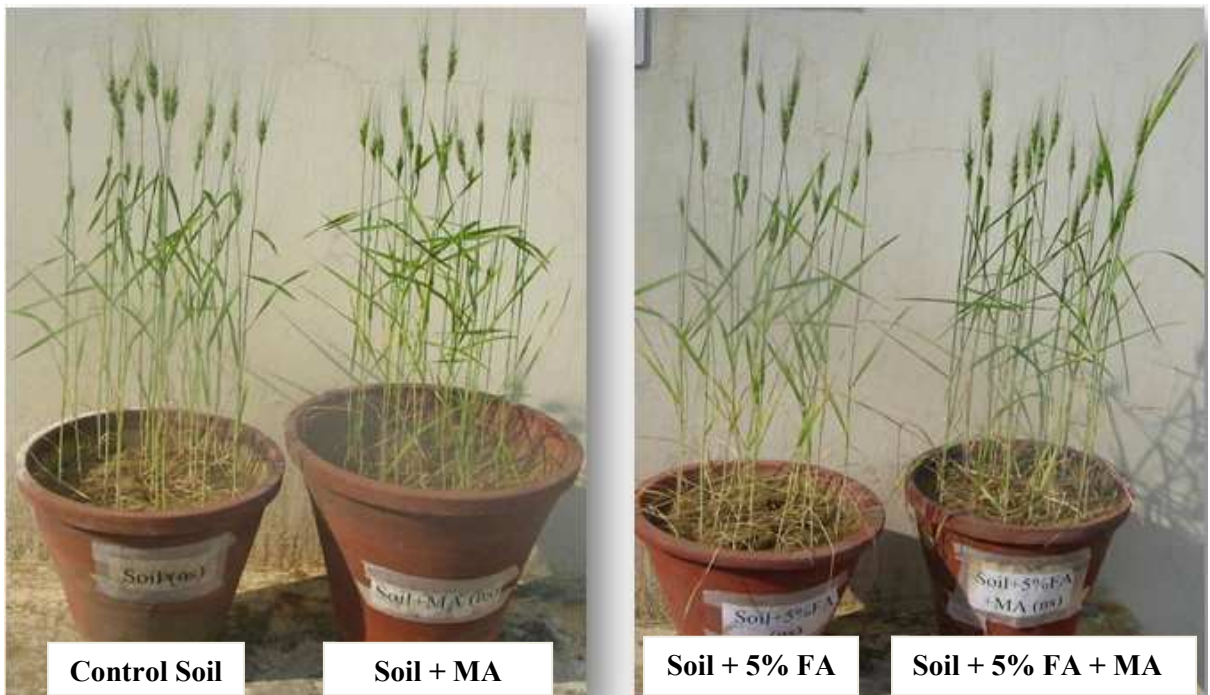 Soil (ns)
Soil+MA (ns)
Soil+5%FA
(ns)
Soil+5%FA
+MA (ns)
Control Soil
Soil + MA
Soil + 5% FA
Soil + 5% FA + MA